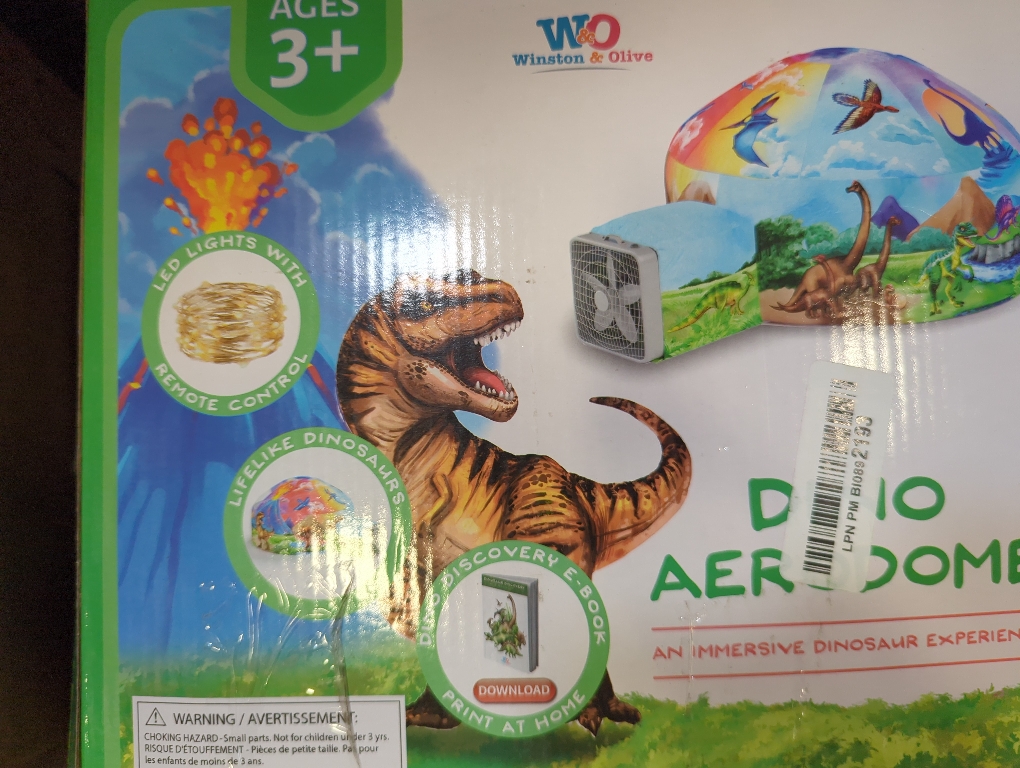 AGES
3+
W&O
Winston & Olive
LED LIGHTS WITH
REMOTE CONTROL
LIFELIKE DINOSAURS
DINO DISCOVERY E-BOOK
DOWNLOAD
PRINT AT HOME
LPN PM BI089 2193
AN IMMERSIVE DINOSAUR
WARNING / AVERTISSEMENT:
CHOKING HAZARD - Small parts. Not for children under 3 yrs.
RISQUE D'ÉTOUFFEMENT - Pièces de petite taille. Pas pour
les enfants de moins de 3 ans.